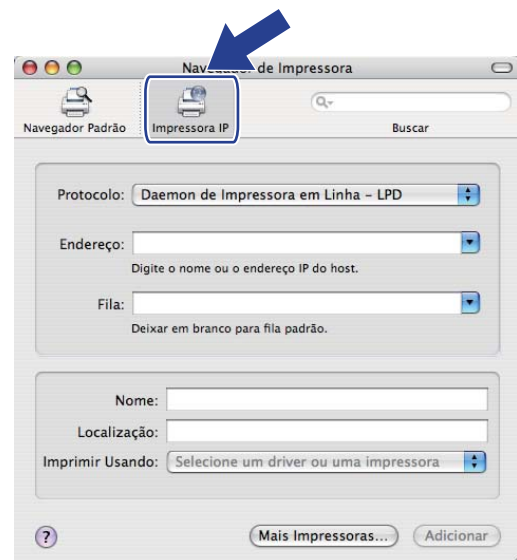 Navegador de Impressora
Navegador Padrão
Impressora IP
Buscar
Protocolo: Daemon de Impressora em Linha – LPD
Endereço:
Digite o nome ou o endereço IP do host.
Fila:
Deixar em branco para fila padrão.
Nome:
Localização:
Imprimir Usando: Selecione um driver ou uma impressora
? Mais Impressoras... Adicionar